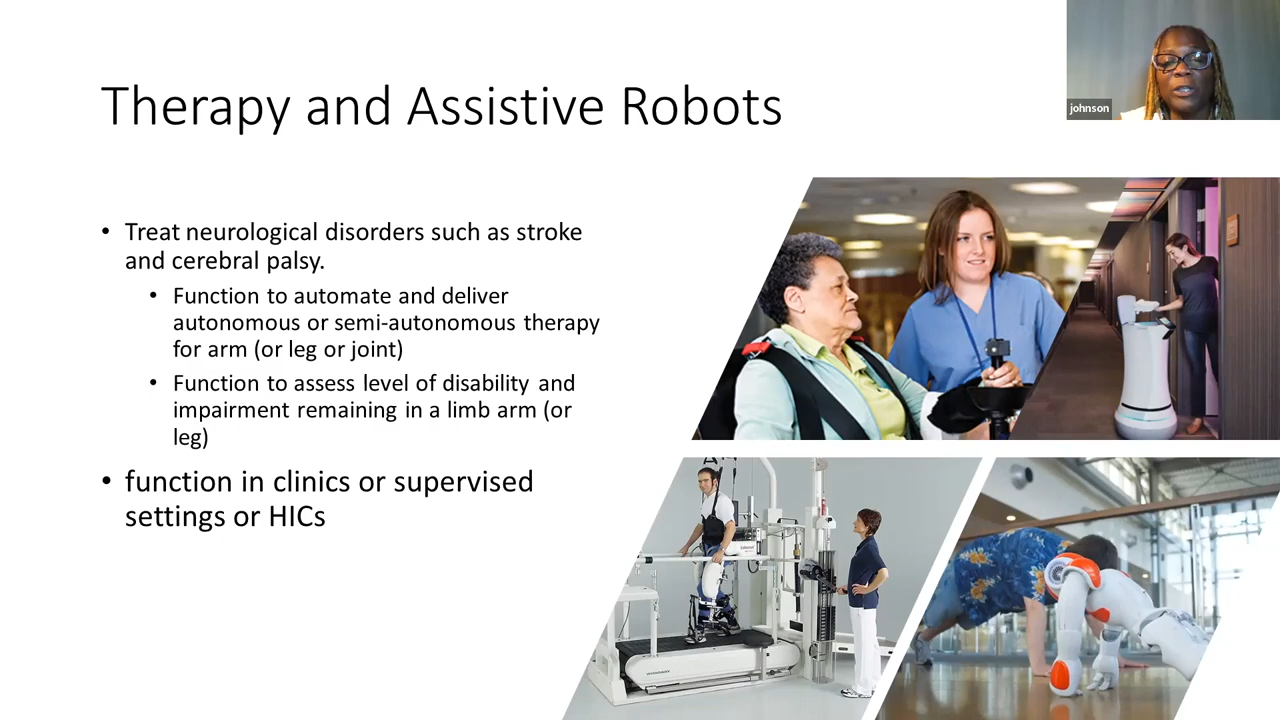 johnson
Therapy and Assistive Robots
• Treat neurological disorders such as stroke
and cerebral palsy.
• Function to automate and deliver
autonomous or semi-autonomous therapy
for arm (or leg or joint)
• Function to assess level of disability and
impairment remaining in a limb arm (or
leg)
• function in clinics or supervised
settings or HICs